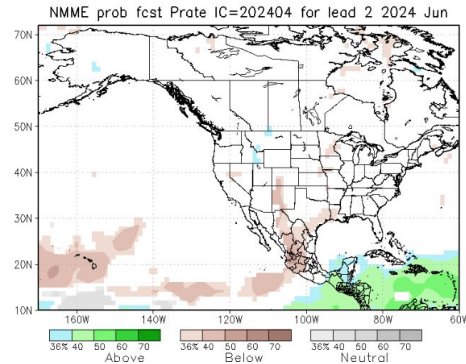 NMME prob fcst Prate IC=202404 for lead 2 2024 Jun
70N
60N
50N
40N
30N
20N
10N
160W 140W 120W 100W 80W 60W
36% 40 50 60 70 36% 40 50 60 70 36% 40 50 60 70
Above Below Neutral